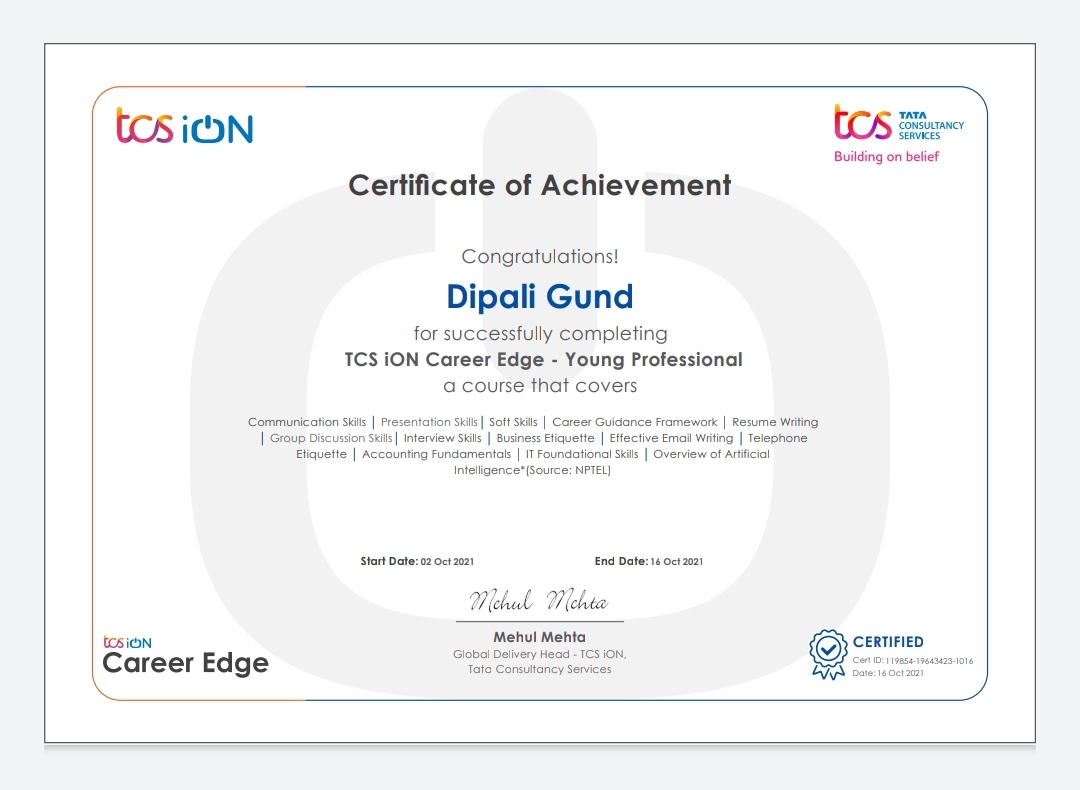 tcs iON
tcs TATA
CONSULTANCY
SERVICES
Building on belief
Certificate of Achievement
Congratulations!
Dipali Gund
for successfully completing
TCS iON Career Edge - Young Professional
a course that covers
Communication Skills | Presentation Skills | Soft Skills | Career Guidance Framework | Resume Writing
| Group Discussion Skills | Interview Skills | Business Etiquette | Effective Email Writing | Telephone
Etiquette | Accounting Fundamentals | IT Foundational Skills | Overview of Artificial
Intelligence*(Source: NPTEL)
Start Date: 02 Oct 2021 End Date: 16 Oct 2021
Mehul Mehta
Mehul Mehta
Global Delivery Head - TCS iON,
Tata Consultancy Services
tcs iON
Career Edge
CERTIFIED
Cert ID: 119854-19643423-1016
Date: 16 Oct 2021